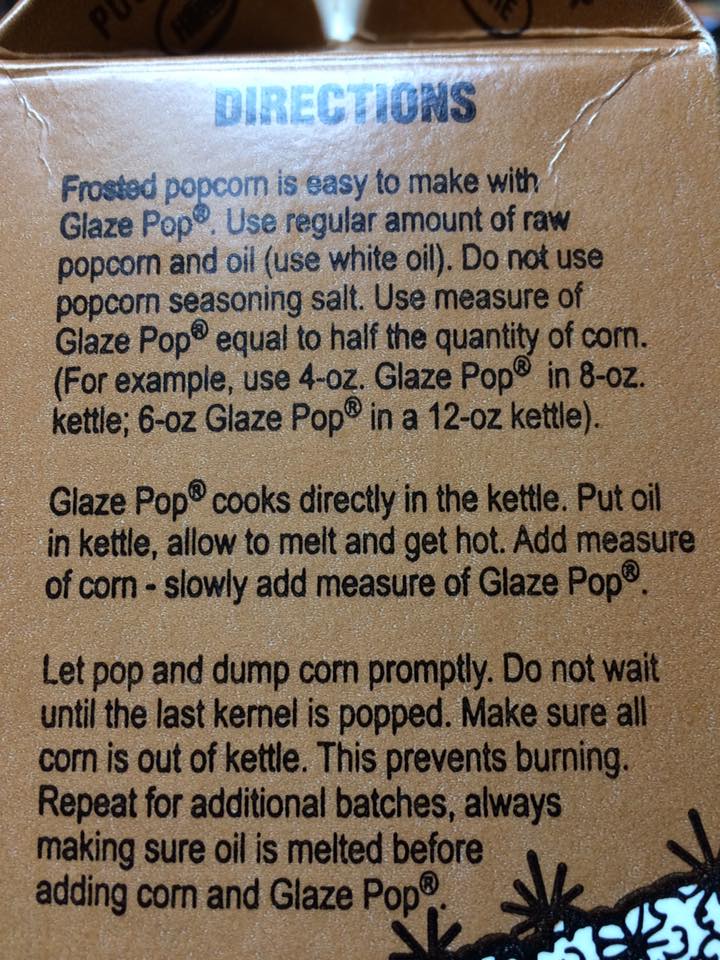 PU
HERE
DIRECTIONS
Frosted popcorn is easy to make with
Glaze Pop®. Use regular amount of raw
popcorn and oil (use white oil). Do not use
popcorn seasoning salt. Use measure of
Glaze Pop® equal to half the quantity of corn.
(For example, use 4-oz. Glaze Pop® in 8-oz.
kettle; 6-oz Glaze Pop® in a 12-oz kettle).
Glaze Pop® cooks directly in the kettle. Put oil
in kettle, allow to melt and get hot. Add measure
of corn - slowly add measure of Glaze Pop®.
Let pop and dump corn promptly. Do not wait
until the last kernel is popped. Make sure all
corn is out of kettle. This prevents burning.
Repeat for additional batches, always
making sure oil is melted before
adding corn and Glaze Pop®.